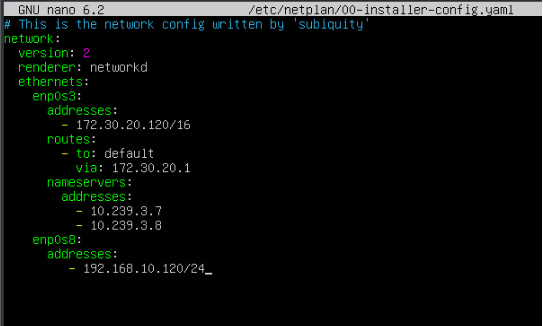 GNU nano 6.2 /etc/netplan/00-installer-config.yaml
# This is the network config written by 'subiquity'
network:
  version: 2
  renderer: networkd
  ethernets:
    enp0s3:
      addresses:
        - 172.30.20.120/16
      routes:
        - to: default
          via: 172.30.20.1
      nameservers:
        addresses:
          - 10.239.3.7
          - 10.239.3.8
    enp0s8:
      addresses:
         - 192.168.10.120/24_